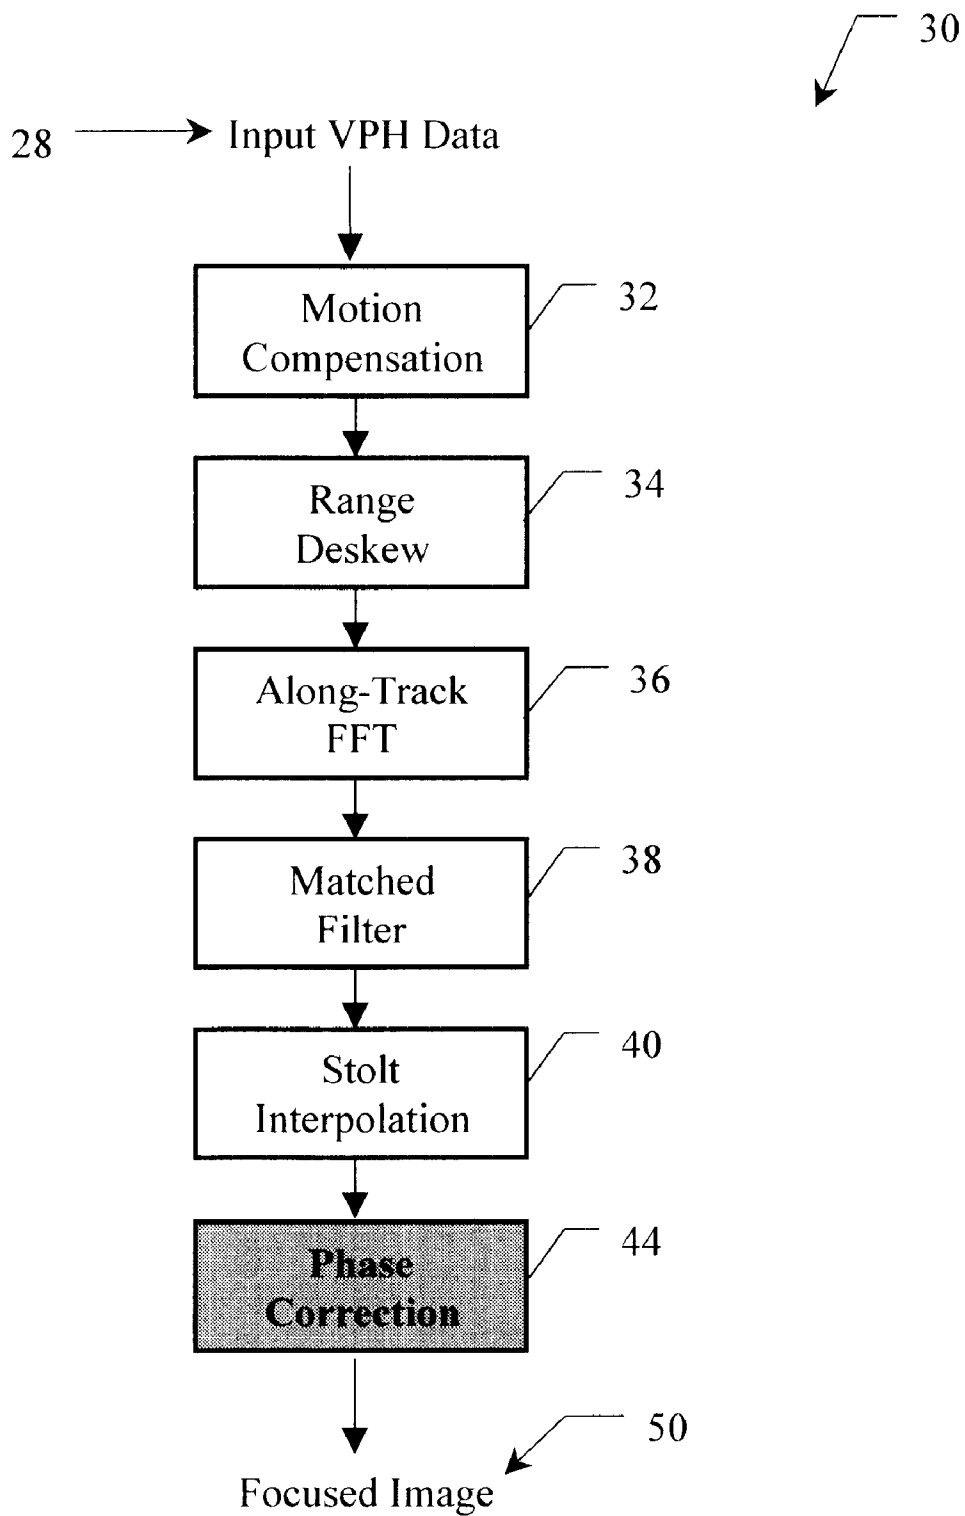 30
28
Input VPH Data
Motion
Compensation
32
Range
Deskew
34
Along-Track
FFT
36
Matched
Filter
38
Stolt
Interpolation
40
Phase
Correction
44
50
Focused Image